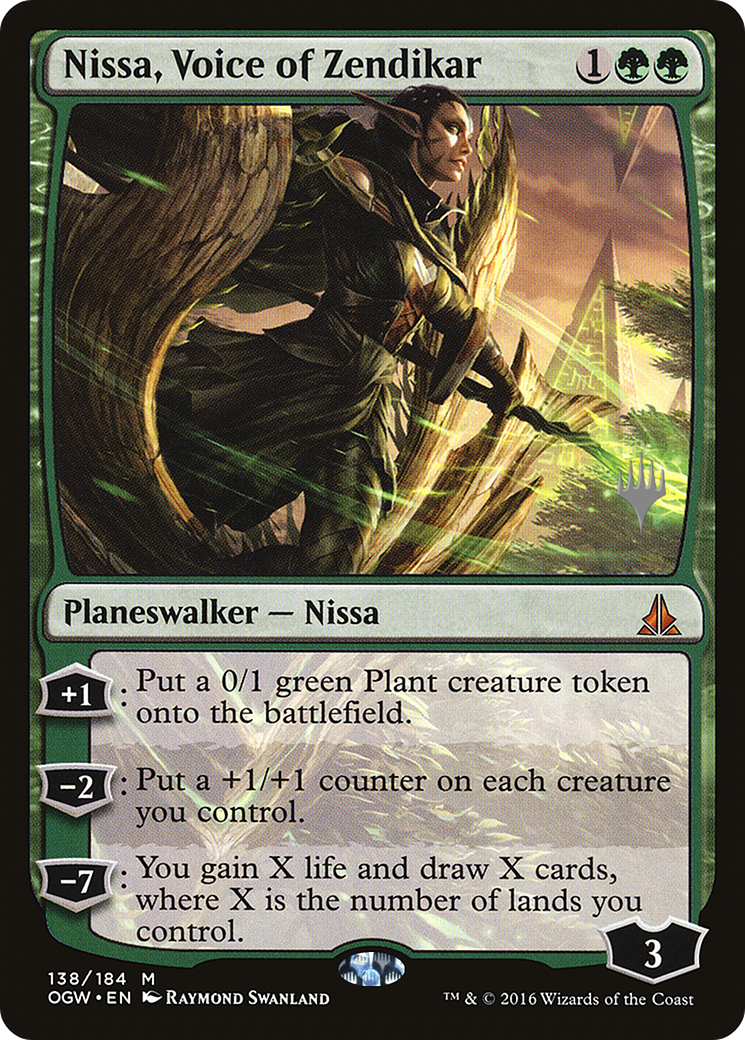 Nissa, Voice of Zendikar 1
Planeswalker — Nissa
+1: Put a 0/1 green Plant creature token
onto the battlefield.
−2: Put a +1/+1 counter on each creature
you control.
−7: You gain X life and draw X cards,
where X is the number of lands you
control.
3
138/184 M
OGW • EN Raymond Swanland
™ & © 2016 Wizards of the Coast